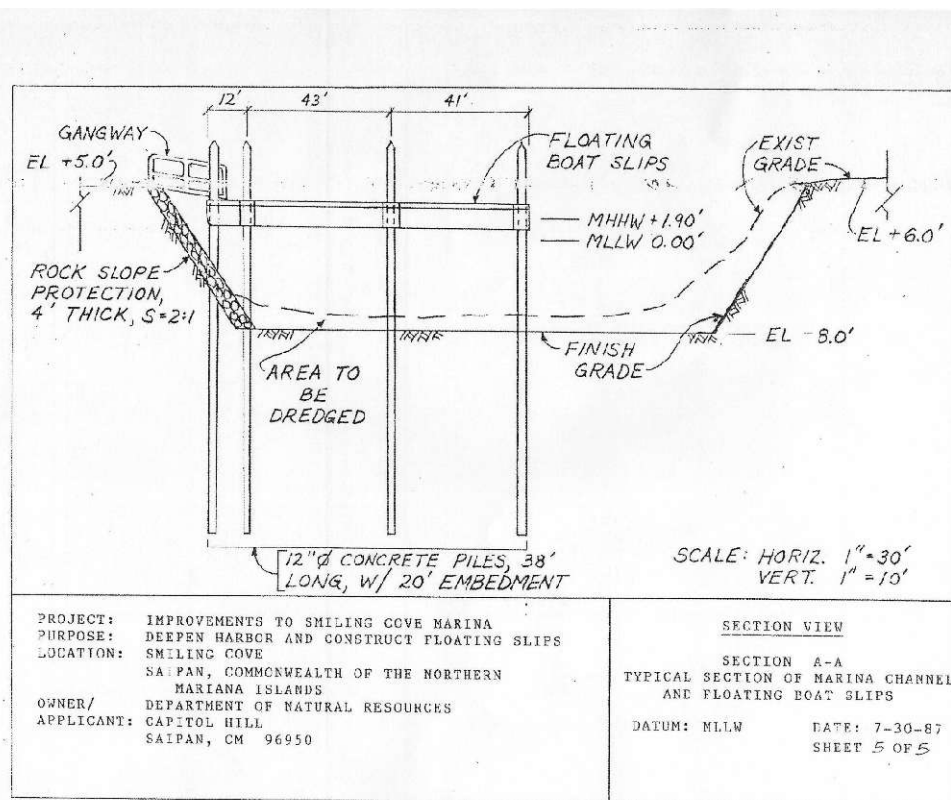 12' 43' 41'
GANGWAY
EL +5.0'
FLOATING
BOAT SLIPS
EXIST
GRADE
MHHW +1.90'
MLLW 0.00'
EL +6.0'
ROCK SLOPE
PROTECTION,
4' THICK, S=2:1
AREA TO
BE
DREDGED
FINISH
GRADE
EL -8.0'
12"Ø CONCRETE PILES, 38'
LONG, W/ 20' EMBEDMENT
SCALE: HORIZ. 1"=30'
VERT. 1"=10'
PROJECT: IMPROVEMENTS TO SMILING COVE MARINA
PURPOSE: DEEPEN HARBOR AND CONSTRUCT FLOATING SLIPS
LOCATION: SMILING COVE
SAIPAN, COMMONWEALTH OF THE NORTHERN
MARIANA ISLANDS
OWNER/ DEPARTMENT OF NATURAL RESOURCES
APPLICANT: CAPITOL HILL
SAIPAN, CM 96950
SECTION VIEW
SECTION A-A
TYPICAL SECTION OF MARINA CHANNEL
AND FLOATING BOAT SLIPS
DATUM: MLLW DATE: 7-30-87
SHEET 5 OF 5